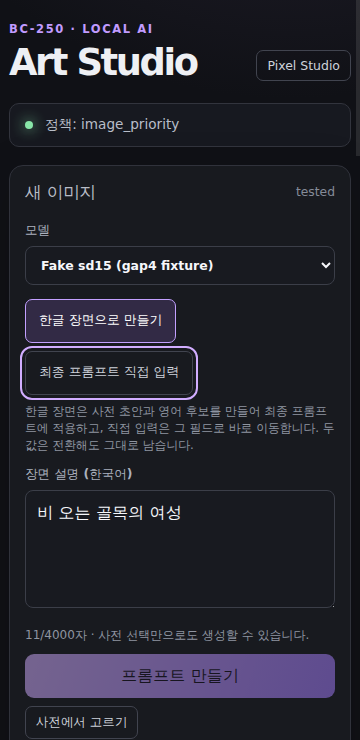 BC-250 · LOCAL AI
Art Studio
Pixel Studio
정책: image_priority
새 이미지
tested
모델
Fake sd15 (gap4 fixture)
한글 장면으로 만들기
최종 프롬프트 직접 입력
한글 장면은 사전 초안과 영어 후보를 만들어 최종 프롬프
트에 적용하고, 직접 입력은 그 필드로 바로 이동합니다. 두
값은 전환해도 그대로 남습니다.
장면 설명 (한국어)
비 오는 골목의 여성
11/4000자 · 사전 선택만으로도 생성할 수 있습니다.
프롬프트 만들기
사전에서 고르기